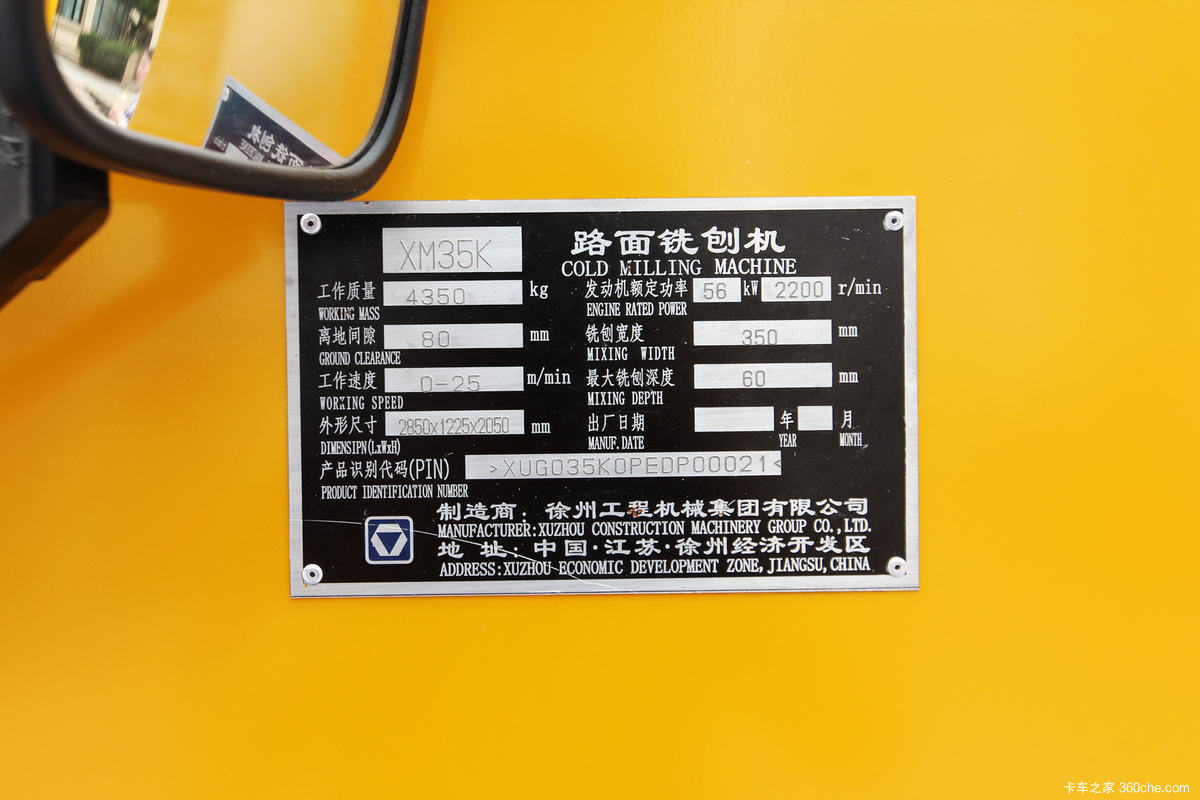 XM35K
路面铣刨机
COLD MILLING MACHINE
工作质量 4350 kg 发动机额定功率 56 kW 2200 r/min
WORKING MASS ENGINE RATED POWER
离地间隙 80 mm 铣刨宽度 350 mm
GROUND CLEARANCE MIXING WIDTH
工作速度 0-25 m/min 最大铣刨深度 60 mm
WORKING SPEED MIXING DEPTH
外形尺寸 2850x1225x2050 mm 出厂日期 年 月
DIMENSIPN(LxWxH) MANUF.DATE YEAR MONTH
产品识别代码(PIN) >XUG035K0PEDP00021<
PRODUCT IDENTIFICATION NUMBER
制造商：徐州工程机械集团有限公司
MANUFACTURER:XUZHOU CONSTRUCTION MACHINERY GROUP CO.,LTD.
地 址：中国·江苏·徐州经济开发区
ADDRESS:XUZHOU ECONOMIC DEVELOPMENT ZONE,JIANGSU,CHINA
卡车之家 360che.com